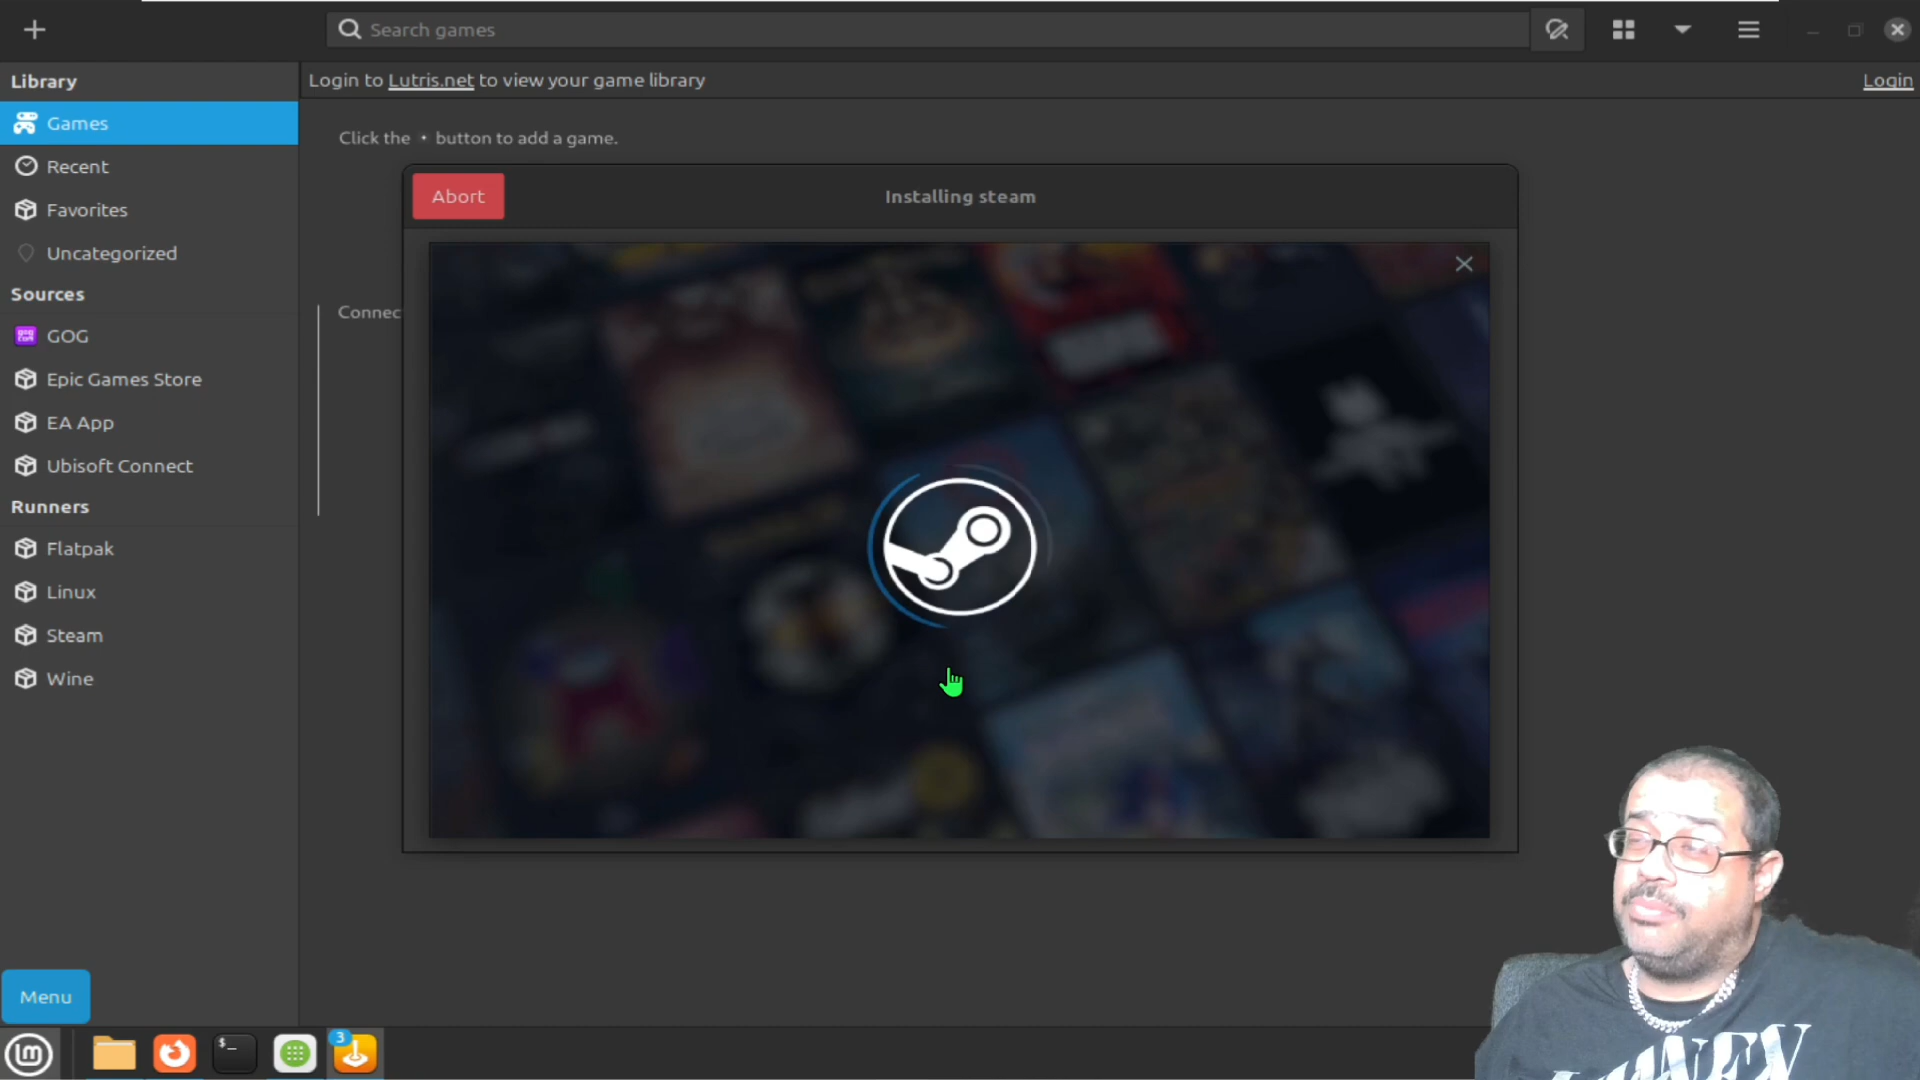 Search games
Library
Login to Lutris.net to view your game library
Login
Games
Click the • button to add a game.
Recent
Abort
Installing steam
Favorites
Uncategorized
Sources
Connec
GOG
Epic Games Store
EA App
Ubisoft Connect
Runners
Flatpak
Linux
Steam
Wine
Menu
3
$_